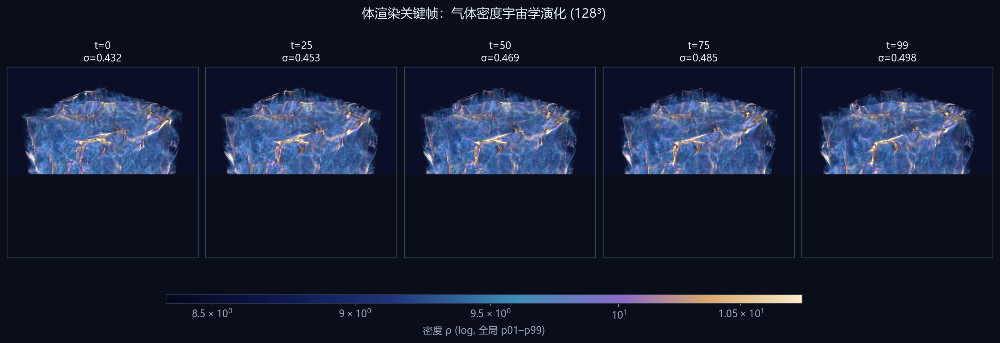 体渲染关键帧：气体密度宇宙学演化 (128³)
t=0
σ=0.432
t=25
σ=0.453
t=50
σ=0.469
t=75
σ=0.485
t=99
σ=0.498
8.5 × 10⁰
9 × 10⁰
9.5 × 10⁰
10¹
1.05 × 10¹
密度 ρ (log, 全局 p01–p99)